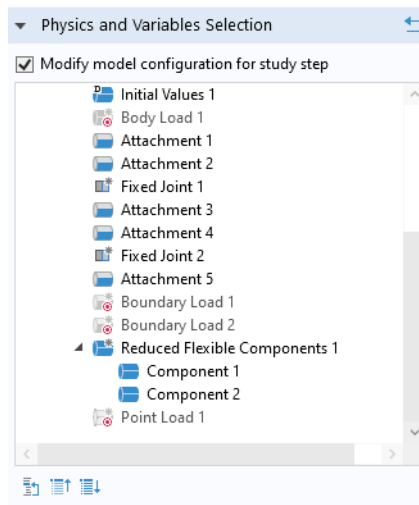 Physics and Variables Selection
Modify model configuration for study step
Initial Values 1
Body Load 1
Attachment 1
Attachment 2
Fixed Joint 1
Attachment 3
Attachment 4
Fixed Joint 2
Attachment 5
Boundary Load 1
Boundary Load 2
Reduced Flexible Components 1
Component 1
Component 2
Point Load 1